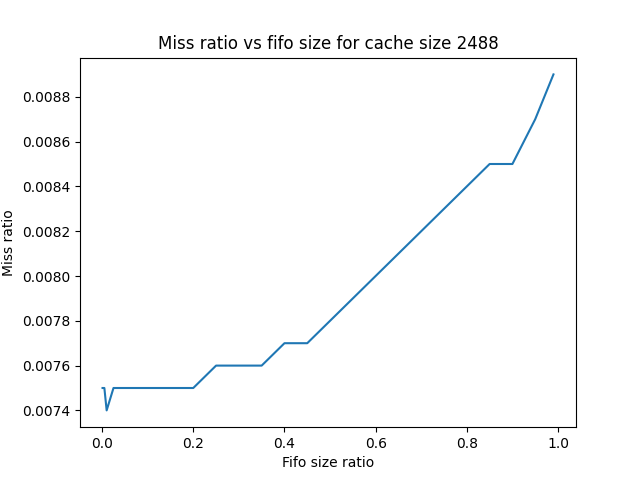 Miss ratio vs fifo size for cache size 2488
0.0088
0.0086
0.0084
0.0082
0.0080
0.0078
0.0076
0.0074
Miss ratio
0.0 0.2 0.4 0.6 0.8 1.0
Fifo size ratio